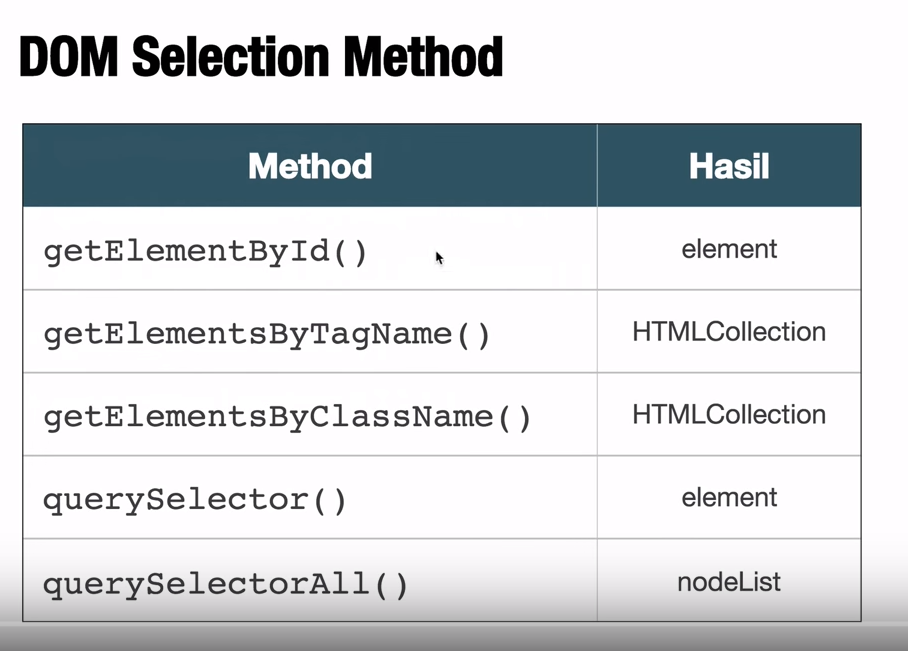 DOM Selection Method
Method Hasil
getElementById() element
getElementsByTagName() HTMLCollection
getElementsByClassName() HTMLCollection
querySelector() element
querySelectorAll() nodeList